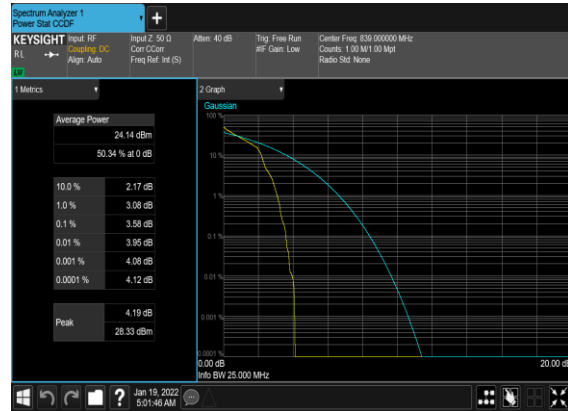 Spectrum Analyzer 1
Power Stat CCDF
KEYSIGHT
R L
LXI
Input: RF
Coupling: DC
Align: Auto
Input Z: 50 Ω
Corr CCorr
Freq Ref: Int (S)
Atten: 40 dB
Trig: Free Run
#IF Gain: Low
Center Freq: 839.000000 MHz
Counts: 1.00 M/1.00 Mpt
Radio Std: None
1 Metrics
Average Power
24.14 dBm
50.34 % at 0 dB
10.0 % 2.17 dB
1.0 % 3.08 dB
0.1 % 3.58 dB
0.01 % 3.95 dB
0.001 % 4.08 dB
0.0001 % 4.12 dB
Peak
4.19 dB
28.33 dBm
2 Graph
Gaussian
100 %
10 %
1 %
0.1 %
0.01 %
0.001 %
0.0001 %
0.00 dB
20.00 dB
Info BW 25.000 MHz
?
Jan 19, 2022
5:01:46 AM